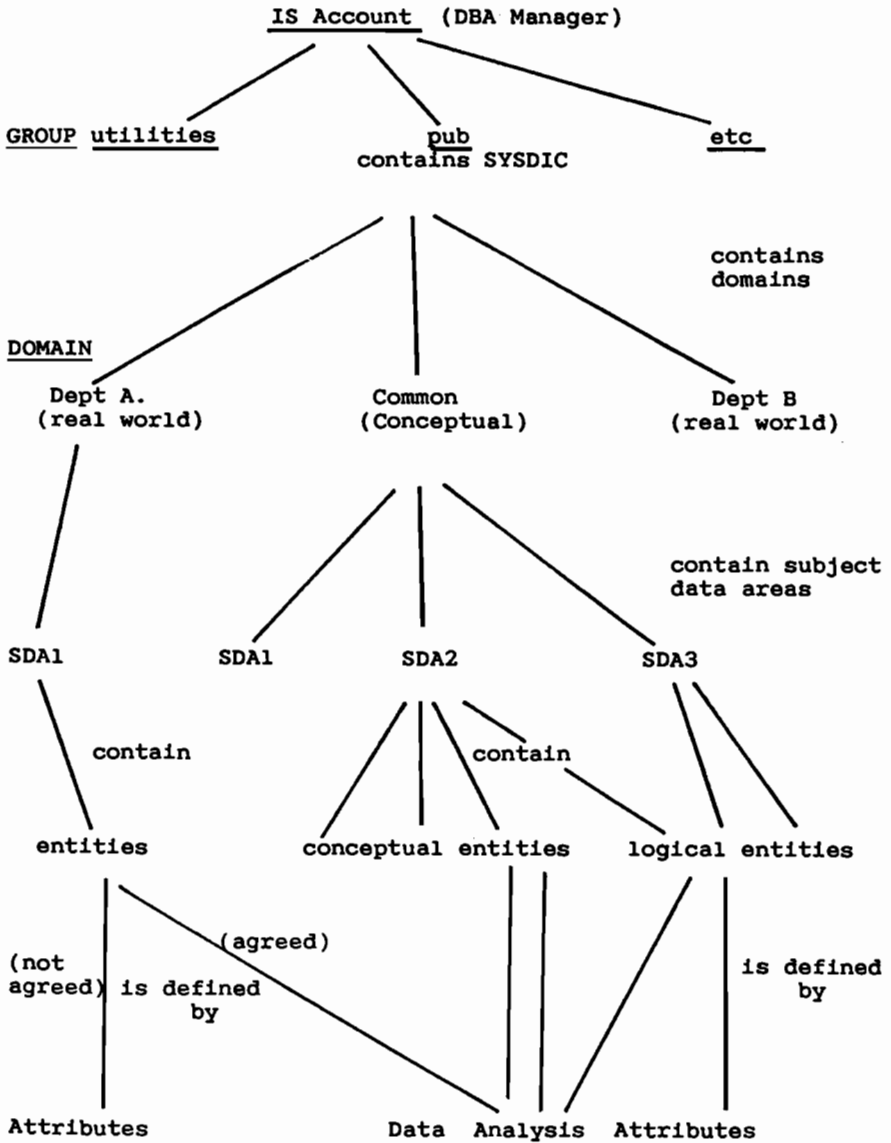 IS Account (DBA Manager)
GROUP utilities pub etc
contains SYSDIC
contains
domains
DOMAIN
Dept A. Common Dept B
(real world) (Conceptual) (real world)
contain subject
data areas
SDA1 SDA1 SDA2 SDA3
contain contain
entities conceptual entities logical entities
(agreed)
(not
agreed) is defined
by
is defined
by
Attributes Data Analysis Attributes